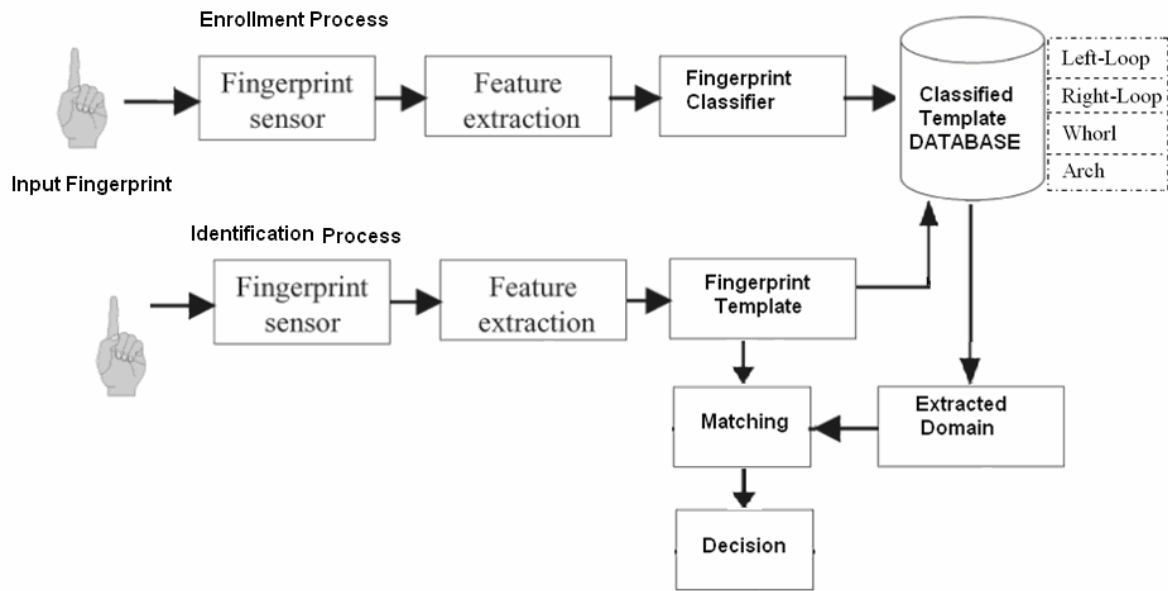 Enrollment Process
Fingerprint
sensor
Feature
extraction
Fingerprint
Classifier
Classified
Template
DATABASE
Left-Loop
Right-Loop
Whorl
Arch
Input Fingerprint
Identification Process
Fingerprint
sensor
Feature
extraction
Fingerprint
Template
Matching
Extracted
Domain
Decision